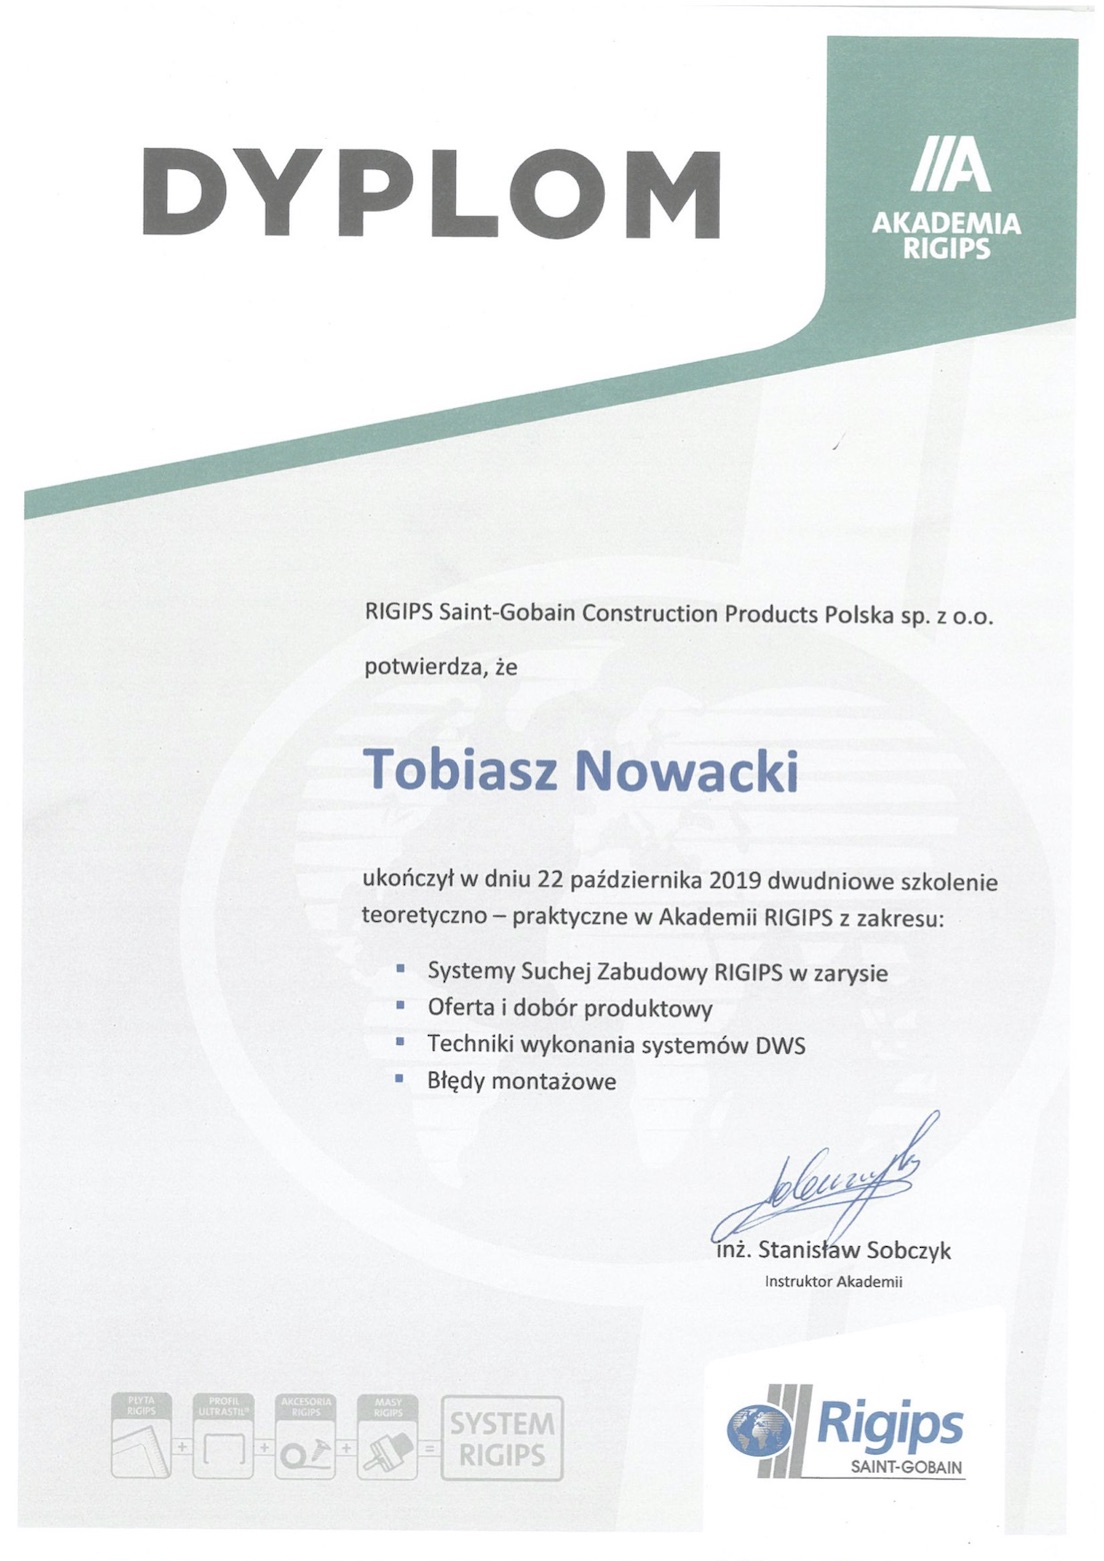 DYPLOM
AKADEMIA
RIGIPS
RIGIPS Saint-Gobain Construction Products Polska sp. z o.o.
potwierdza, że
Tobiasz Nowacki
ukończył w dniu 22 października 2019 dwudniowe szkolenie
teoretyczno – praktyczne w Akademii RIGIPS z zakresu:
▪ Systemy Suchej Zabudowy RIGIPS w zarysie
▪ Oferta i dobór produktowy
▪ Techniki wykonania systemów DWS
▪ Błędy montażowe
inż. Stanisław Sobczyk
Instruktor Akademii
PŁYTA
RIGIPS
+
PROFIL
ULTRASTIL®
+
AKCESORIA
RIGIPS
+
MASY
RIGIPS
=
SYSTEM
RIGIPS
Rigips
SAINT-GOBAIN